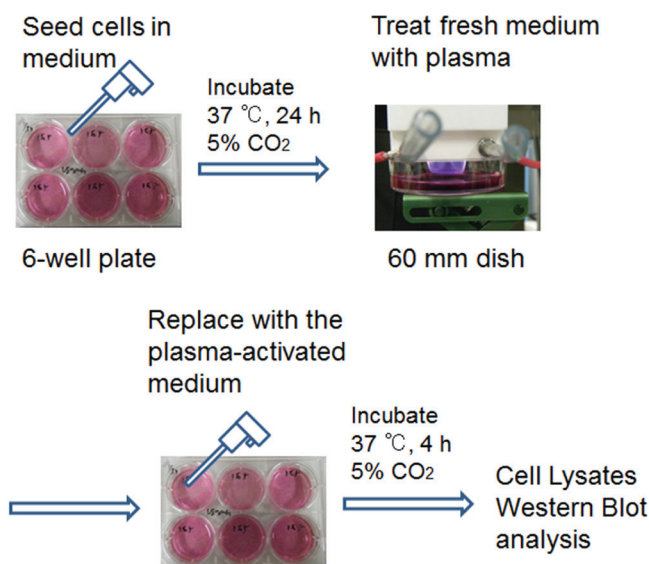 Seed cells in
medium
Incubate
37 ℃, 24 h
5% CO2
Treat fresh medium
with plasma
6-well plate
60 mm dish
Replace with the
plasma-activated
medium
Incubate
37 ℃, 4 h
5% CO2
Cell Lysates
Western Blot
analysis